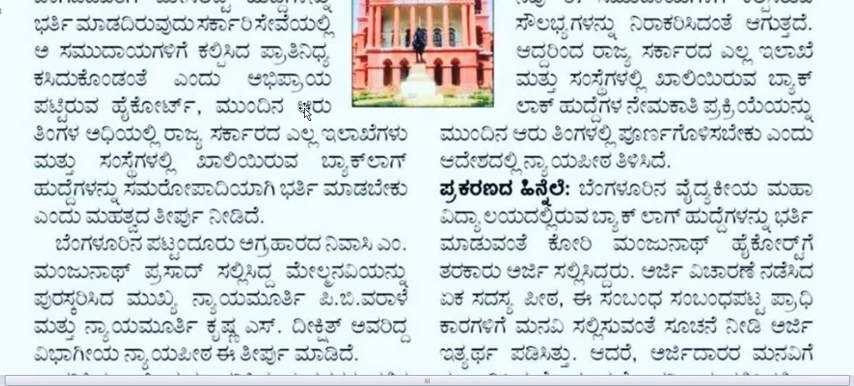 ಭರ್ತಿ ಮಾಡದಿರುವುದು ಸರ್ಕಾರಿ ಸೇವೆಯಲ್ಲಿ
ಆ ಸಮುದಾಯಗಳಿಗೆ ಕಲ್ಪಿಸಿದ ಪ್ರಾತಿನಿಧ್ಯ
ಕಸಿದುಕೊಂಡಂತೆ ಎಂದು ಅಭಿಪ್ರಾಯ
ಪಟ್ಟಿರುವ ಹೈಕೋರ್ಟ್, ಮುಂದಿನ ಆರು
ತಿಂಗಳ ಅಧಿಯಲ್ಲಿ ರಾಜ್ಯ ಸರ್ಕಾರದ ಎಲ್ಲ ಇಲಾಖೆಗಳು
ಮತ್ತು ಸಂಸ್ಥೆಗಳಲ್ಲಿ ಖಾಲಿಯಿರುವ ಬ್ಯಾಕ್‌ಲಾಗ್
ಹುದ್ದೆಗಳನ್ನು ಸಮರೋಪಾದಿಯಾಗಿ ಭರ್ತಿ ಮಾಡಬೇಕು
ಎಂದು ಮಹತ್ವದ ತೀರ್ಪು ನೀಡಿದೆ.
ಬೆಂಗಳೂರಿನ ಪಟ್ಟಂದೂರು ಅಗ್ರಹಾರದ ನಿವಾಸಿ ಎಂ.
ಮಂಜುನಾಥ್ ಪ್ರಸಾದ್ ಸಲ್ಲಿಸಿದ್ದ ಮೇಲ್ಮನವಿಯನ್ನು
ಪುರಸ್ಕರಿಸಿದ ಮುಖ್ಯ ನ್ಯಾಯಮೂರ್ತಿ ಪಿ.ಬಿ.ವರಾಳೆ
ಮತ್ತು ನ್ಯಾಯಮೂರ್ತಿ ಕೃಷ್ಣ ಎಸ್. ದೀಕ್ಷಿತ್ ಅವರಿದ್ದ
ವಿಭಾಗೀಯ ನ್ಯಾಯಪೀಠ ಈ ತೀರ್ಪು ಮಾಡಿದೆ.
ಸೌಲಭ್ಯಗಳನ್ನು ನಿರಾಕರಿಸಿದಂತೆ ಆಗುತ್ತದೆ.
ಆದ್ದರಿಂದ ರಾಜ್ಯ ಸರ್ಕಾರದ ಎಲ್ಲ ಇಲಾಖೆ
ಮತ್ತು ಸಂಸ್ಥೆಗಳಲ್ಲಿ ಖಾಲಿಯಿರುವ ಬ್ಯಾಕ್
ಲಾಕ್ ಹುದ್ದೆಗಳ ನೇಮಕಾತಿ ಪ್ರಕ್ರಿಯೆಯನ್ನು
ಮುಂದಿನ ಆರು ತಿಂಗಳಲ್ಲಿ ಪೂರ್ಣಗೊಳಿಸಬೇಕು ಎಂದು
ಆದೇಶದಲ್ಲಿ ನ್ಯಾಯಪೀಠ ತಿಳಿಸಿದೆ.
ಪ್ರಕರಣದ ಹಿನ್ನೆಲೆ: ಬೆಂಗಳೂರಿನ ವೈದ್ಯಕೀಯ ಮಹಾ
ವಿದ್ಯಾಲಯದಲ್ಲಿರುವ ಬ್ಯಾಕ್ ಲಾಗ್ ಹುದ್ದೆಗಳನ್ನು ಭರ್ತಿ
ಮಾಡುವಂತೆ ಕೋರಿ ಮಂಜುನಾಥ್ ಹೈಕೋರ್ಟ್‌ಗೆ
ತರಕಾರು ಅರ್ಜಿ ಸಲ್ಲಿಸಿದ್ದರು. ಅರ್ಜಿ ವಿಚಾರಣೆ ನಡೆಸಿದ
ಏಕ ಸದಸ್ಯ ಪೀಠ, ಈ ಸಂಬಂಧ ಸಂಬಂಧಪಟ್ಟ ಪ್ರಾಧಿ
ಕಾರಗಳಿಗೆ ಮನವಿ ಸಲ್ಲಿಸುವಂತೆ ಸೂಚನೆ ನೀಡಿ ಅರ್ಜಿ
ಇತ್ಯರ್ಥ ಪಡಿಸಿತ್ತು. ಆದರೆ, ಅರ್ಜಿದಾರರ ಮನವಿಗೆ